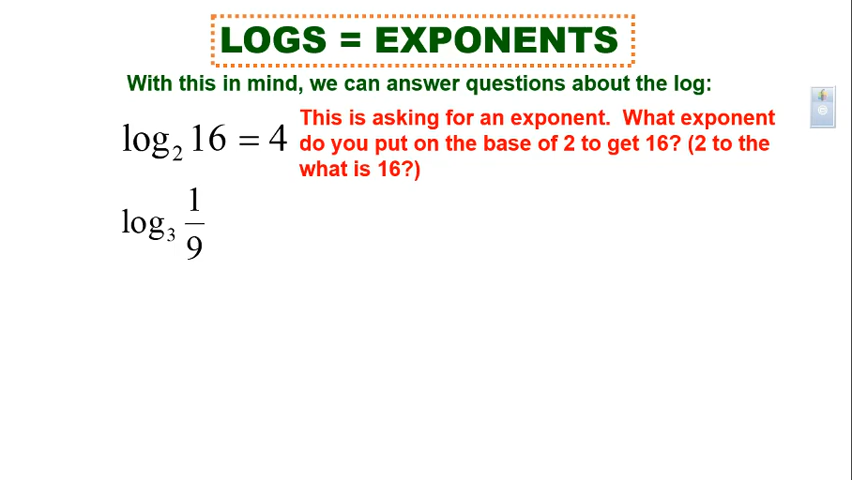 LOGS = EXPONENTS
With this in mind, we can answer questions about the log:
log₂ 16 = 4
This is asking for an exponent. What exponent
do you put on the base of 2 to get 16? (2 to the
what is 16?)
log₃ 1/9